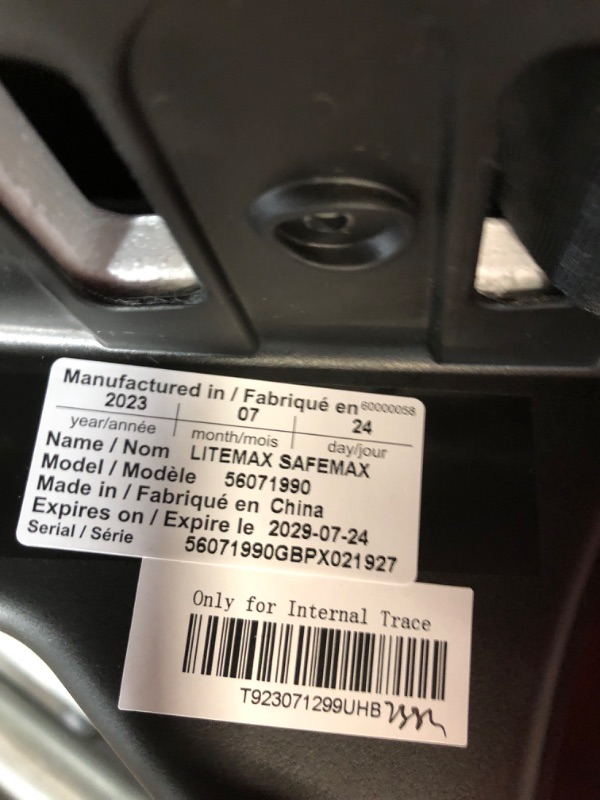 Manufactured in / Fabriqué en 60000058
2023 07 24
year/année month/mois day/jour
Name / Nom LITEMAX SAFEMAX
Model / Modèle 56071990
Made in / Fabriqué en China
Expires on / Expire le 2029-07-24
Serial / Série 56071990GBPX021927
Only for Internal Trace
T923071299UHB